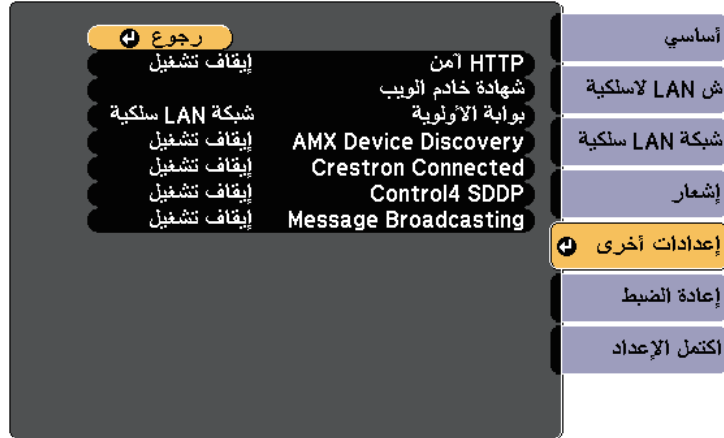 أساسي
ش LAN لاسلكية
شبكة LAN سلكية
إشعار
إعدادات أخرى
إعادة الضبط
اكتمل الإعداد
رجوع
HTTP آمن إيقاف تشغيل
شهادة خادم الويب
بوابة الأولوية شبكة LAN سلكية
AMX Device Discovery إيقاف تشغيل
Crestron Connected إيقاف تشغيل
Control4 SDDP إيقاف تشغيل
Message Broadcasting إيقاف تشغيل